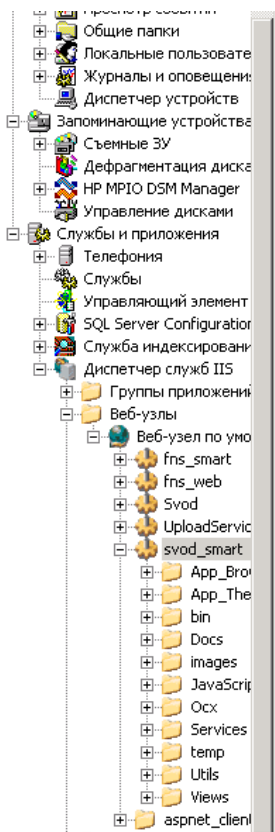 Просмотр событий
Общие папки
Локальные пользовате
Журналы и оповещени
Диспетчер устройств
Запоминающие устройства
Съемные ЗУ
Дефрагментация диска
HP MPIO DSM Manager
Управление дисками
Службы и приложения
Телефония
Службы
Управляющий элемент
SQL Server Configuration
Служба индексировани
Диспетчер служб IIS
Группы приложений
Веб-узлы
Веб-узел по умо
fns_smart
fns_web
Svod
UploadServic
svod_smart
App_Bro
App_The
bin
Docs
images
JavaScrip
Ocx
Services
temp
Utils
Views
aspnet_client